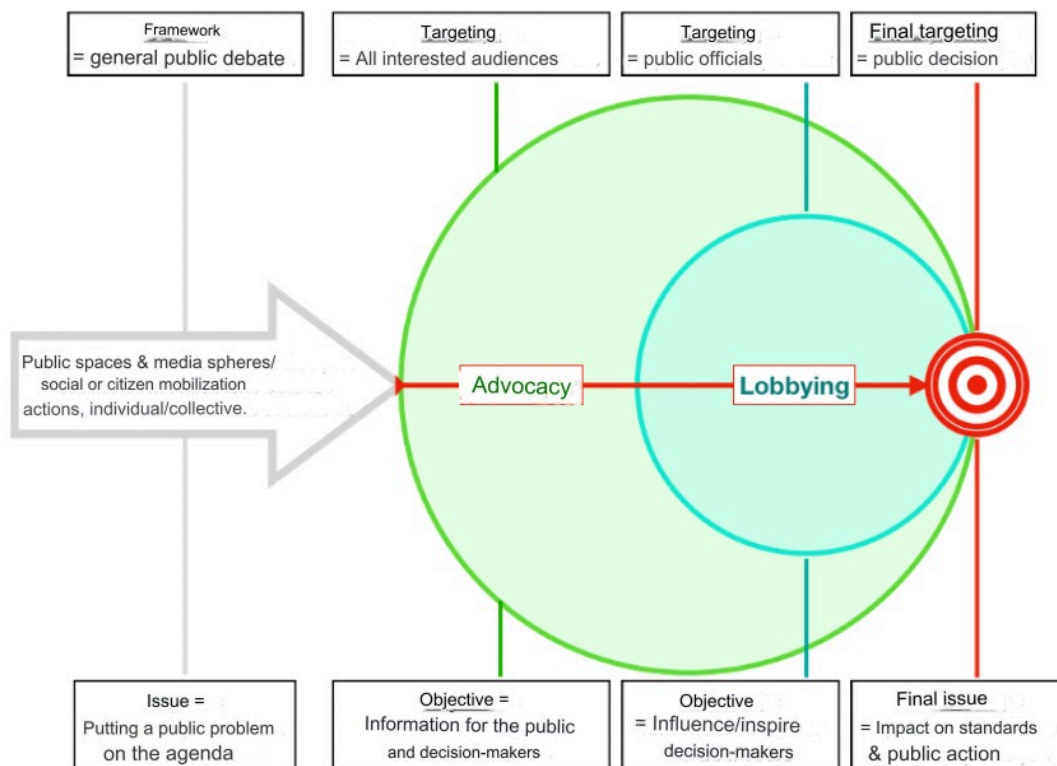 Framework
= general public debate
Targeting
= All interested audiences
Targeting
= public officials
Final targeting
= public decision
Public spaces & media spheres/
social or citizen mobilization
actions, individual/collective.
Advocacy
Lobbying
Issue =
Putting a public problem
on the agenda
Objective =
Information for the public
and decision-makers
Objective
= Influence/inspire
decision-makers
Final issue
= Impact on standards
& public action